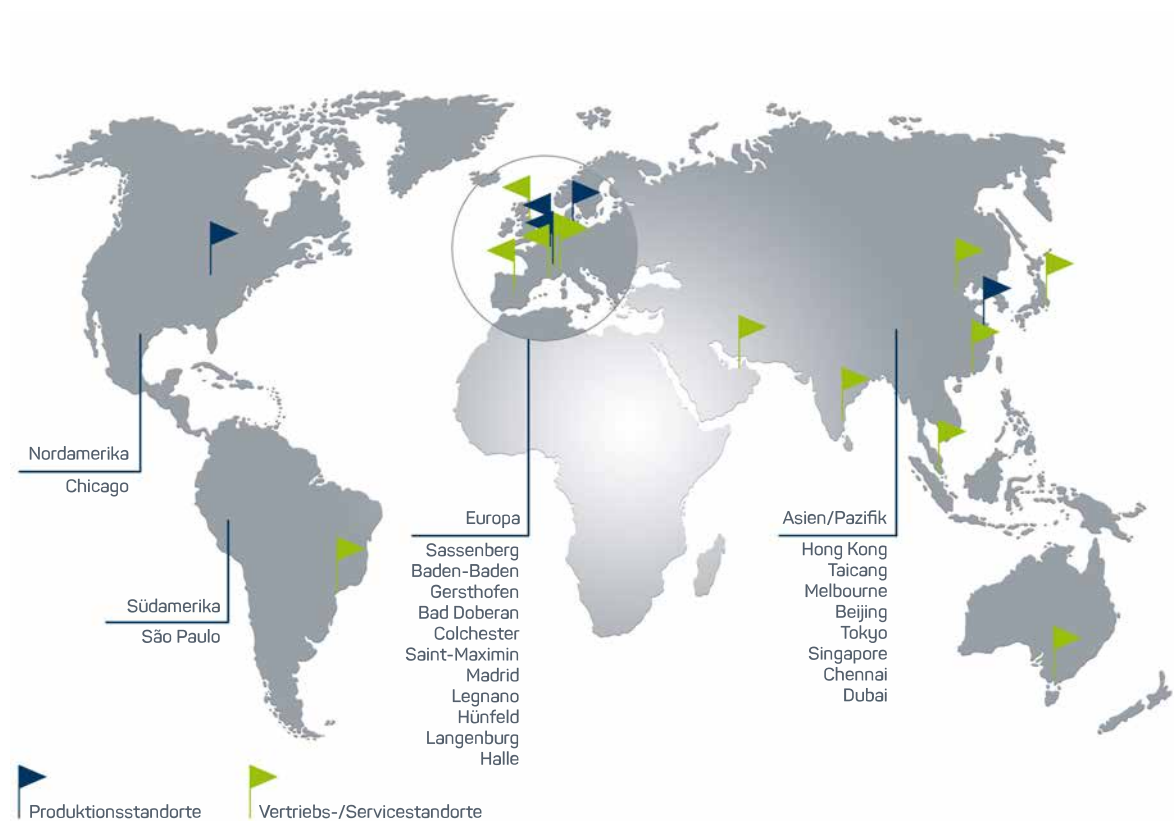 Nordamerika
Chicago
Südamerika
São Paulo
Europa
Sassenberg
Baden-Baden
Gersthofen
Bad Doberan
Colchester
Saint-Maximin
Madrid
Legnano
Hünfeld
Langenburg
Halle
Asien/Pazifik
Hong Kong
Taicang
Melbourne
Beijing
Tokyo
Singapore
Chennai
Dubai
Produktionsstandorte
Vertriebs-/Servicestandorte